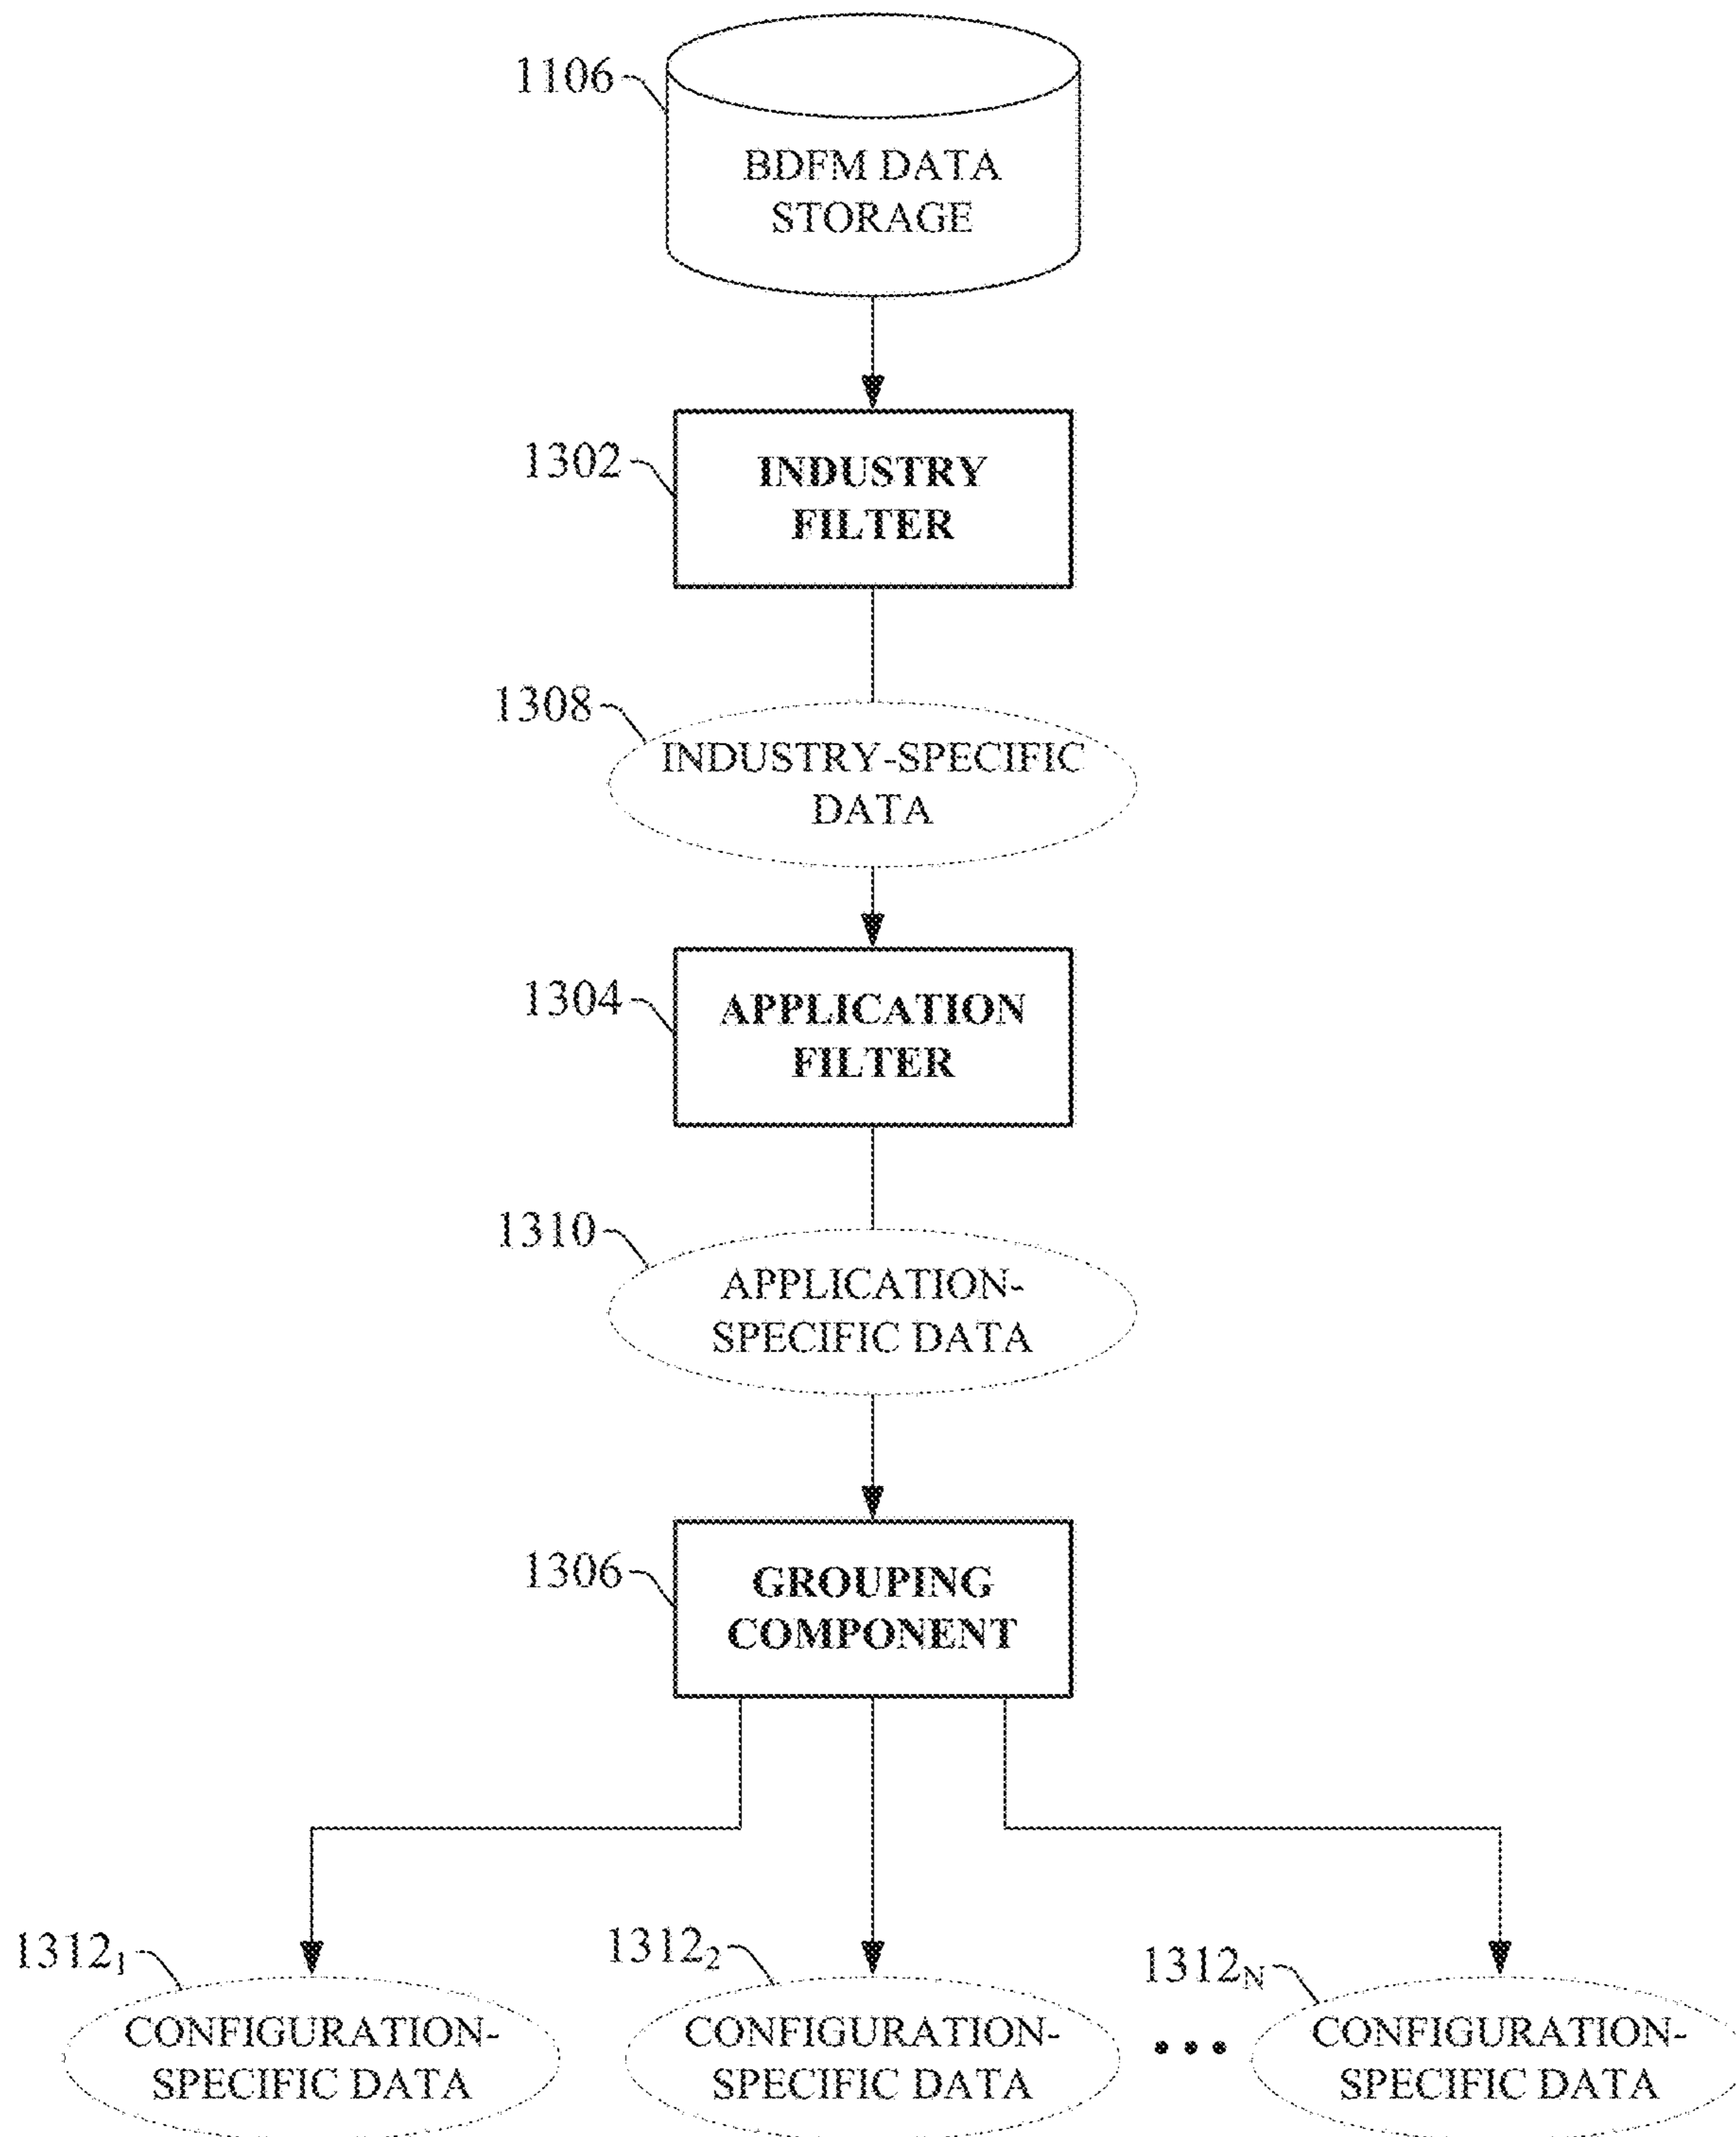 1106
BDFM DATA
STORAGE
1302
INDUSTRY
FILTER
1308
INDUSTRY-SPECIFIC
DATA
1304
APPLICATION
FILTER
1310
APPLICATION-
SPECIFIC DATA
1306
GROUPING
COMPONENT
1312₁
1312₂
1312N
CONFIGURATION-
SPECIFIC DATA
CONFIGURATION-
SPECIFIC DATA
• • •
CONFIGURATION-
SPECIFIC DATA